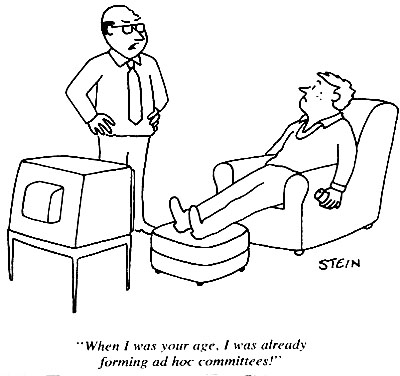 STEIN
"When I was your age, I was already
forming ad hoc committees!"